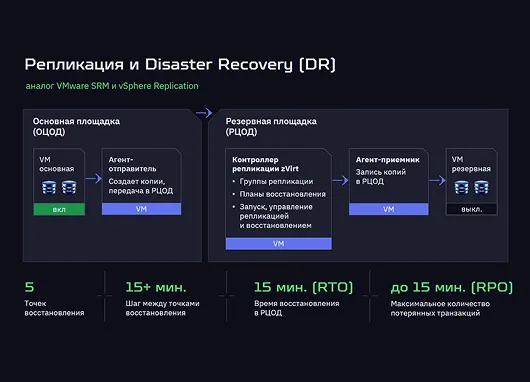 Репликация и Disaster Recovery (DR)
аналог VMware SRM и vSphere Replication
Основная площадка
(ОЦОД)
VM
основная
вкл
Агент-
отправитель
Создает копии,
передача в РЦОД
VM
Резервная площадка
(РЦОД)
Контроллер
репликации zVirt
• Группы репликации
• Планы восстановления
• Запуск, управление
репликацией
и восстановлением
VM
Агент-приемник
Запись копий
в РЦОД
VM
VM
резервная
выкл.
5
Точек
восстановления
15+ мин.
Шаг между точками
восстановления
15 мин. (RTO)
Время восстановления
в РЦОД
до 15 мин. (RPO)
Максимальное количество
потерянных транзакций